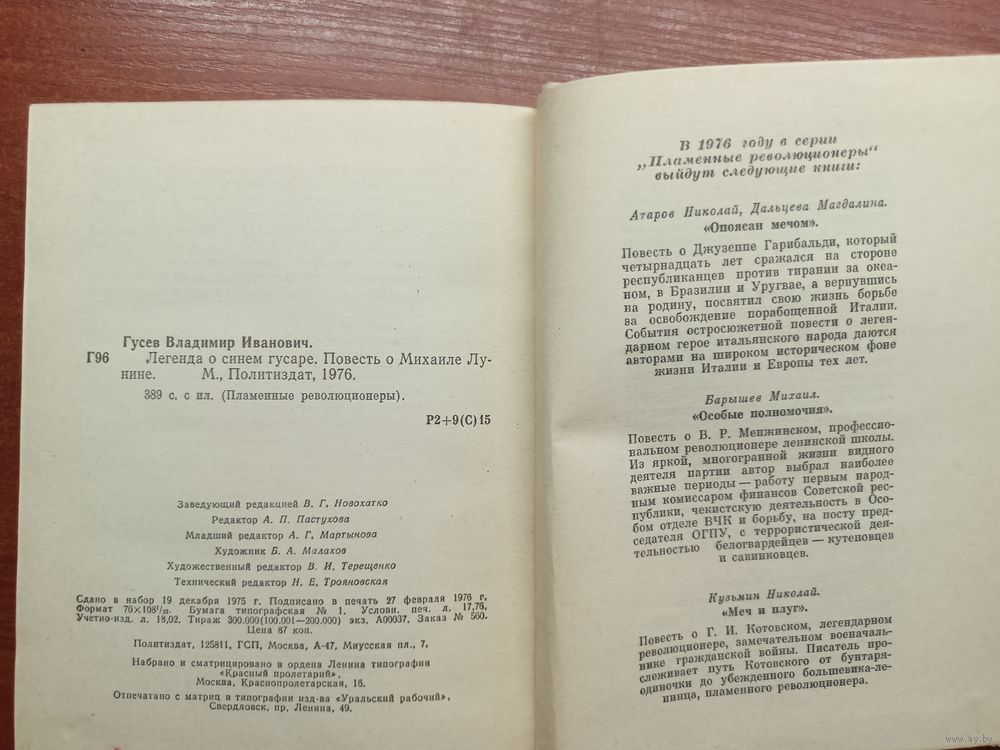 Гусев Владимир Иванович.
Г96 Легенда о синем гусаре. Повесть о Михаиле Лу-
нине. М., Политиздат, 1976.
389 с. с ил. (Пламенные революционеры).
Р2+9(С)15
Заведующий редакцией В. Г. Новохатко
Редактор А. П. Пастухова
Младший редактор А. Г. Мартынова
Художник Б. А. Малахов
Художественный редактор В. И. Терещенко
Технический редактор Н. Е. Трояновская
Сдано в набор 19 декабря 1975 г. Подписано в печать 27 февраля 1976 г.
Формат 70×108¹/₃₂. Бумага типографская № 1. Условн. печ. л. 17,76.
Учетно-изд. л. 18,02. Тираж 300.000(100.001—200.000) экз. А00037. Заказ № 560.
Цена 87 коп.
Политиздат, 125811, ГСП, Москва, А-47, Миусская пл., 7.
Набрано и сматрицировано в ордена Ленина типографии
«Красный пролетарий».
Москва, Краснопролетарская, 16.
Отпечатано с матриц в типографии изд-ва «Уральский рабочий»,
Свердловск, пр. Ленина, 49.
В 1976 году в серии
„Пламенные революционеры“
выйдут следующие книги:
Атаров Николай, Дальцева Магдалина.
«Опоясан мечом».
Повесть о Джузеппе Гарибальди, который
четырнадцать лет сражался на стороне
республиканцев против тирании за океа-
ном, в Бразилии и Уругвае, а вернувшись
на родину, посвятил свою жизнь борьбе
за освобождение порабощенной Италии.
События остросюжетной повести о леген-
дарном герое итальянского народа даются
авторами на широком историческом фоне
жизни Италии и Европы тех лет.
Барышев Михаил.
«Особые полномочия».
Повесть о В. Р. Менжинском, профессио-
нальном революционере ленинской школы.
Из яркой, многогранной жизни видного
деятеля партии автор выбрал наиболее
важные периоды — работу первым народ-
ным комиссаром финансов Советской рес-
публики, чекистскую деятельность в Осо-
бом отделе ВЧК и борьбу, на посту пред-
седателя ОГПУ, с террористической дея-
тельностью белогвардейцев — кутеповцев
и савинковцев.
Кузьмин Николай.
«Меч и плуг».
Повесть о Г. И. Котовском, легендарном
революционере, замечательном военачаль-
нике гражданской войны. Писатель про-
слеживает путь Котовского от бунтаря-
одиночки до убежденного большевика-ле-
нинца, пламенного революционера.
www.ay.by